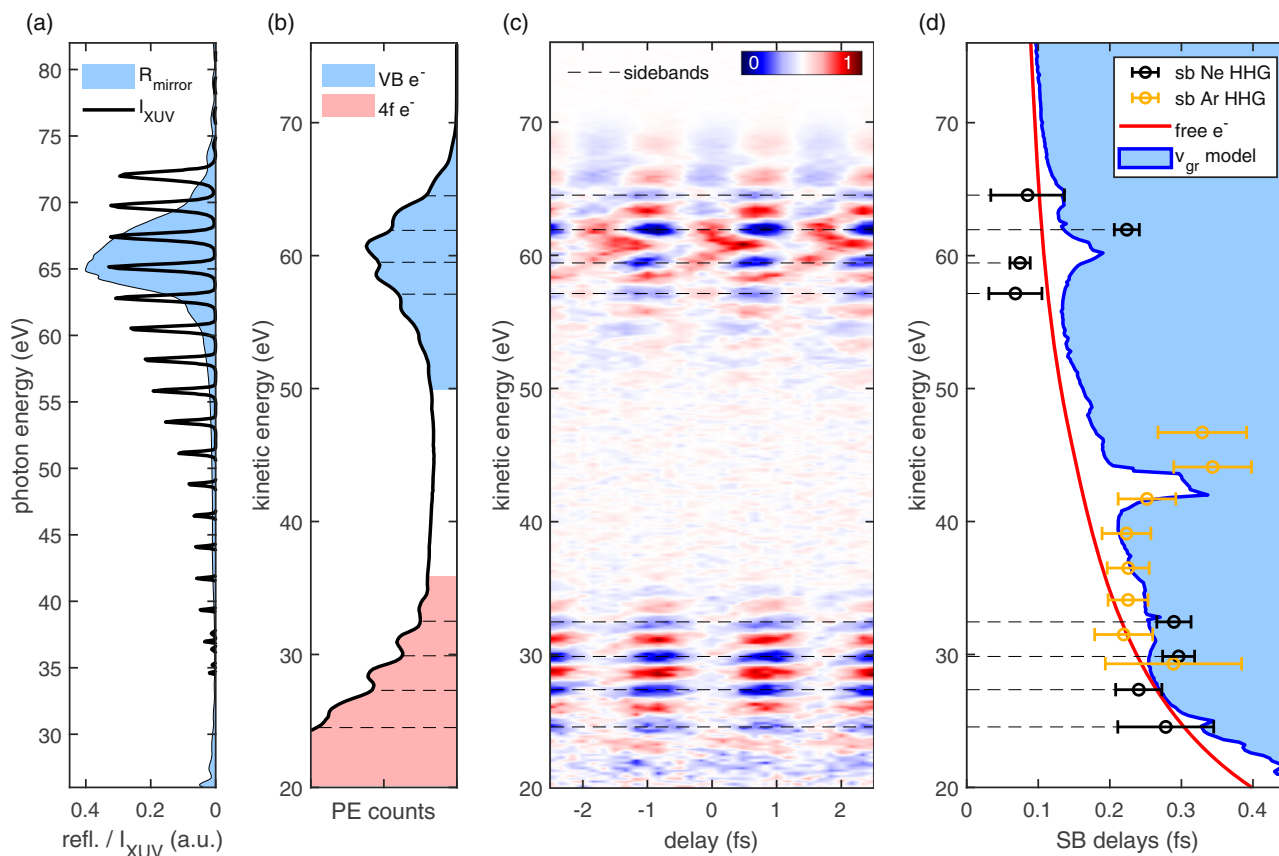 (a)
80
75
70
65
60
55
50
45
40
35
30
photon energy (eV)
R_mirror
I_XUV
0.4
0.2
0
refl. / I_XUV (a.u.)
(b)
70
60
50
40
30
20
kinetic energy (eV)
VB e⁻
4f e⁻
PE counts
(c)
70
60
50
40
30
20
kinetic energy (eV)
sidebands
0
1
-2
-1
0
1
2
delay (fs)
(d)
70
60
50
40
30
20
kinetic energy (eV)
sb Ne HHG
sb Ar HHG
free e⁻
v_gr model
0
0.1
0.2
0.3
0.4
SB delays (fs)